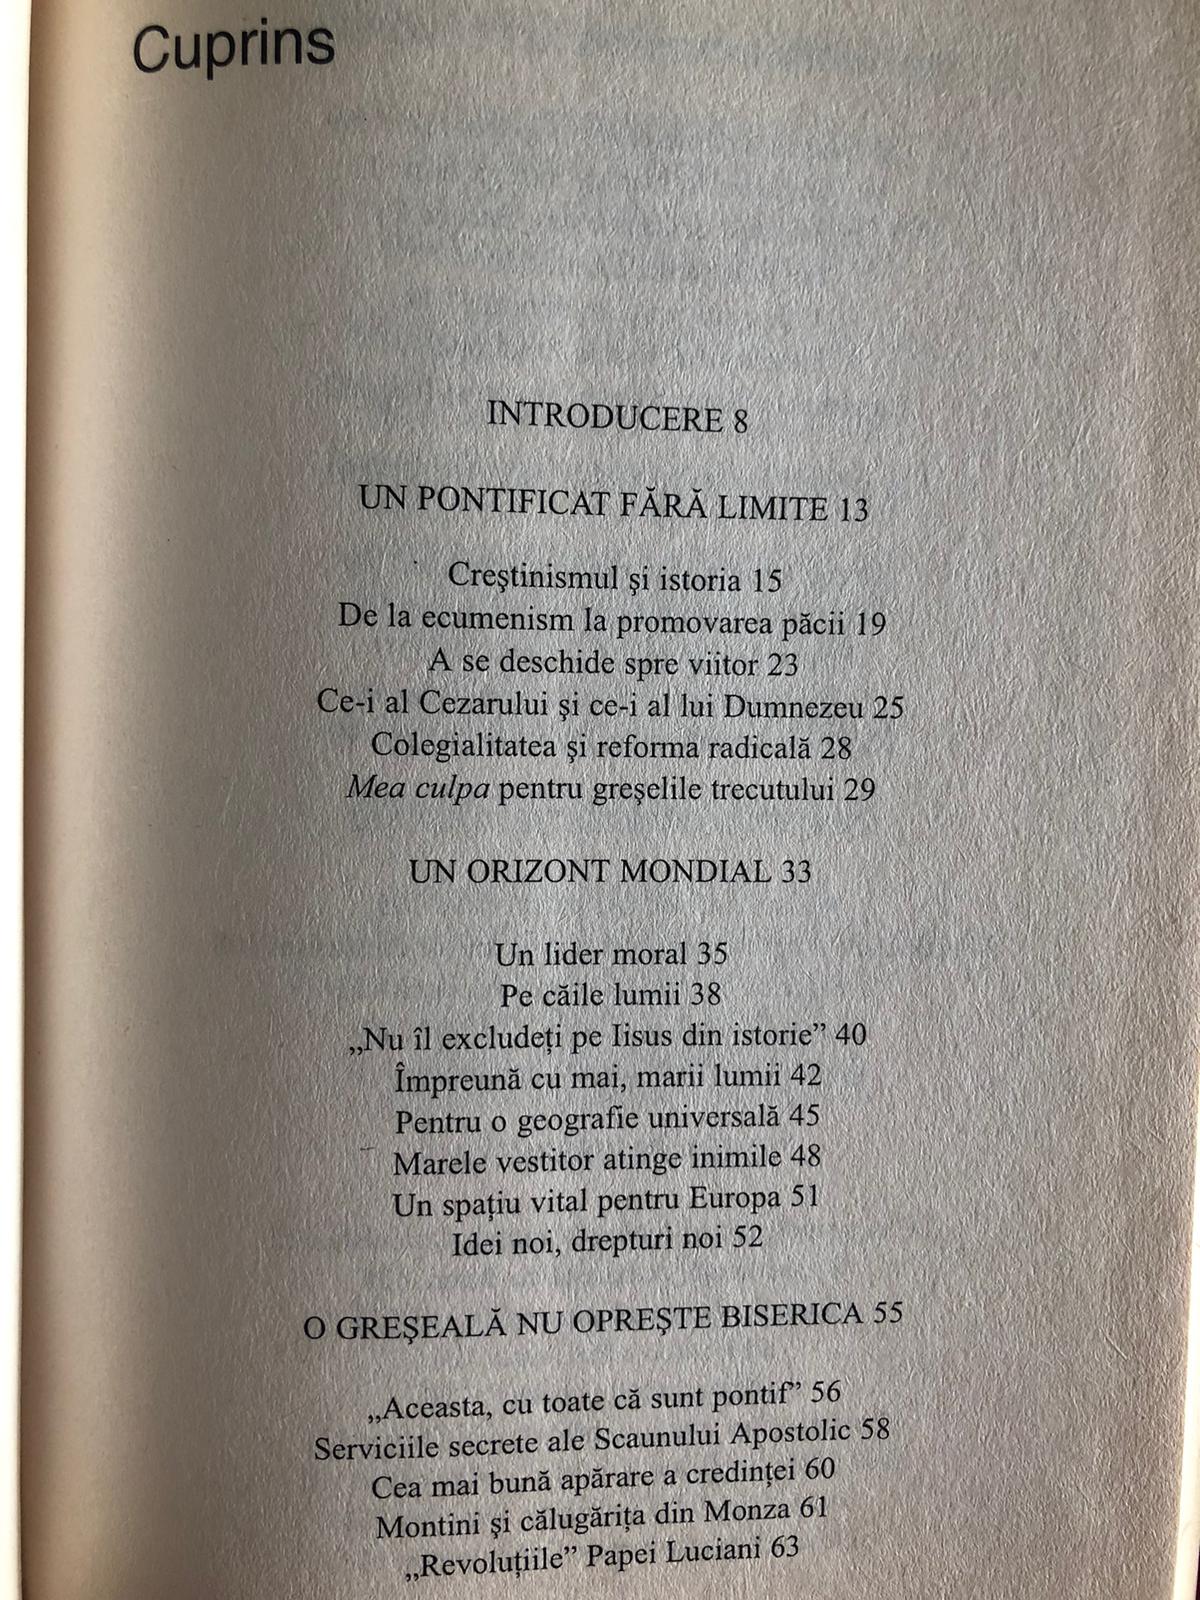 Cuprins
INTRODUCERE 8
UN PONTIFICAT FĂRĂ LIMITE 13
Creştinismul şi istoria 15
De la ecumenism la promovarea păcii 19
A se deschide spre viitor 23
Ce-i al Cezarului şi ce-i al lui Dumnezeu 25
Colegialitatea şi reforma radicală 28
Mea culpa pentru greşelile trecutului 29
UN ORIZONT MONDIAL 33
Un lider moral 35
Pe căile lumii 38
„Nu îl excludeţi pe Iisus din istorie” 40
Împreună cu mai, marii lumii 42
Pentru o geografie universală 45
Marele vestitor atinge inimile 48
Un spaţiu vital pentru Europa 51
Idei noi, drepturi noi 52
O GREŞEALĂ NU OPREŞTE BISERICA 55
„Aceasta, cu toate că sunt pontif” 56
Serviciile secrete ale Scaunului Apostolic 58
Cea mai bună apărare a credinţei 60
Montini şi călugăriţa din Monza 61
„Revoluţiile” Papei Luciani 63